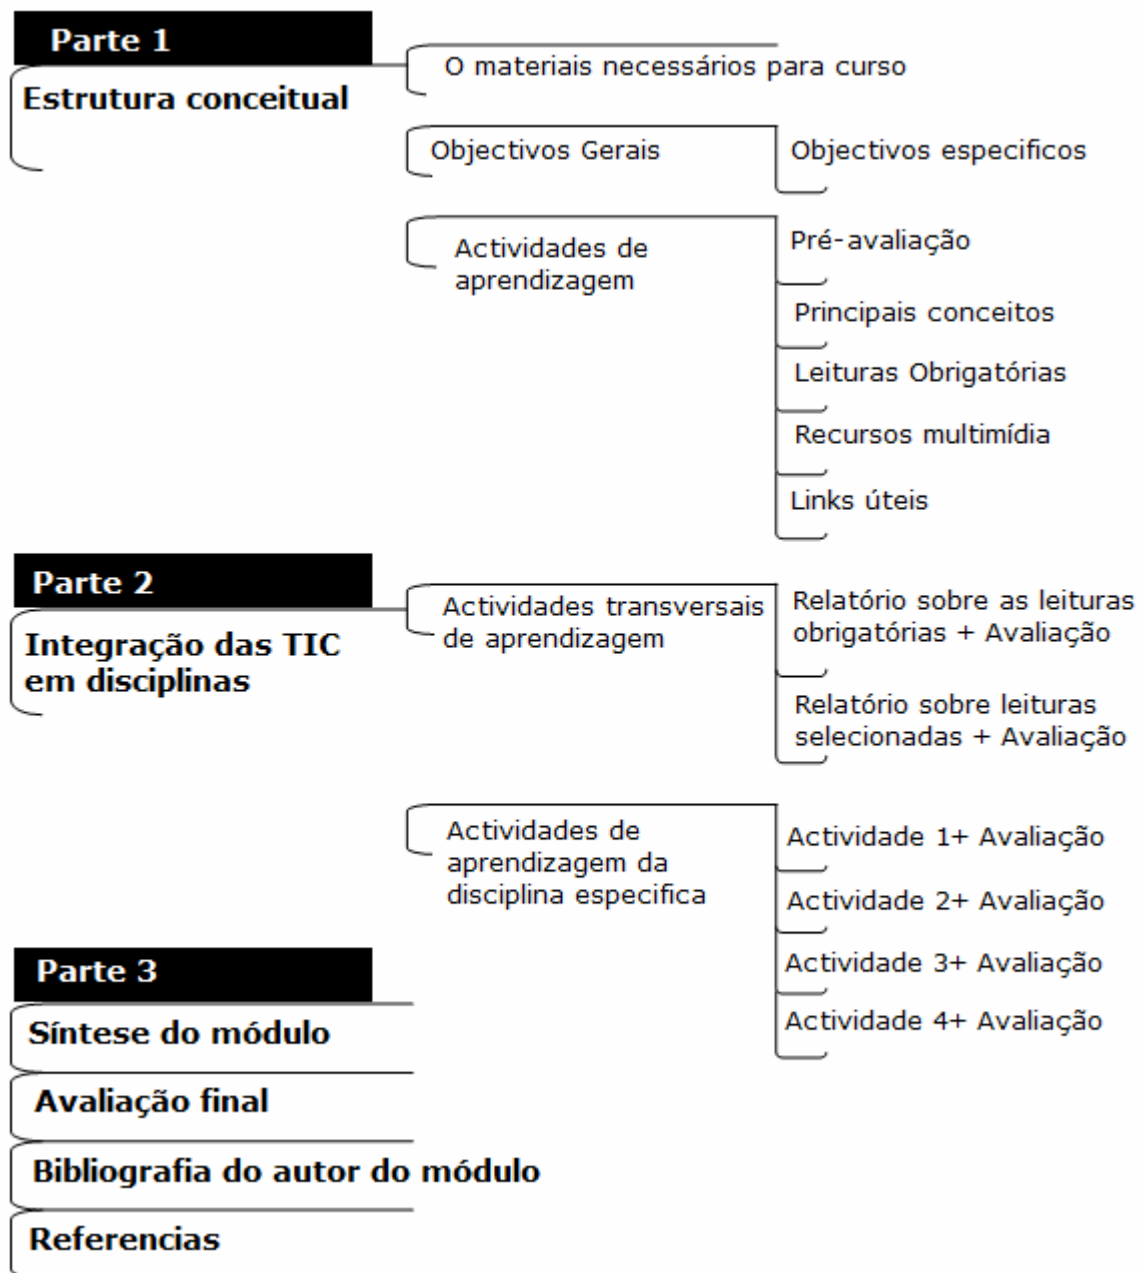 Parte 1
Estrutura conceitual
O materiais necessários para curso
Objectivos Gerais
Objectivos especificos
Actividades de
aprendizagem
Pré-avaliação
Principais conceitos
Leituras Obrigatórias
Recursos multimídia
Links úteis
Parte 2
Integração das TIC
em disciplinas
Actividades transversais
de aprendizagem
Relatório sobre as leituras
obrigatórias + Avaliação
Relatório sobre leituras
selecionadas + Avaliação
Actividades de
aprendizagem da
disciplina especifica
Actividade 1+ Avaliação
Actividade 2+ Avaliação
Actividade 3+ Avaliação
Actividade 4+ Avaliação
Parte 3
Síntese do módulo
Avaliação final
Bibliografia do autor do módulo
Referencias